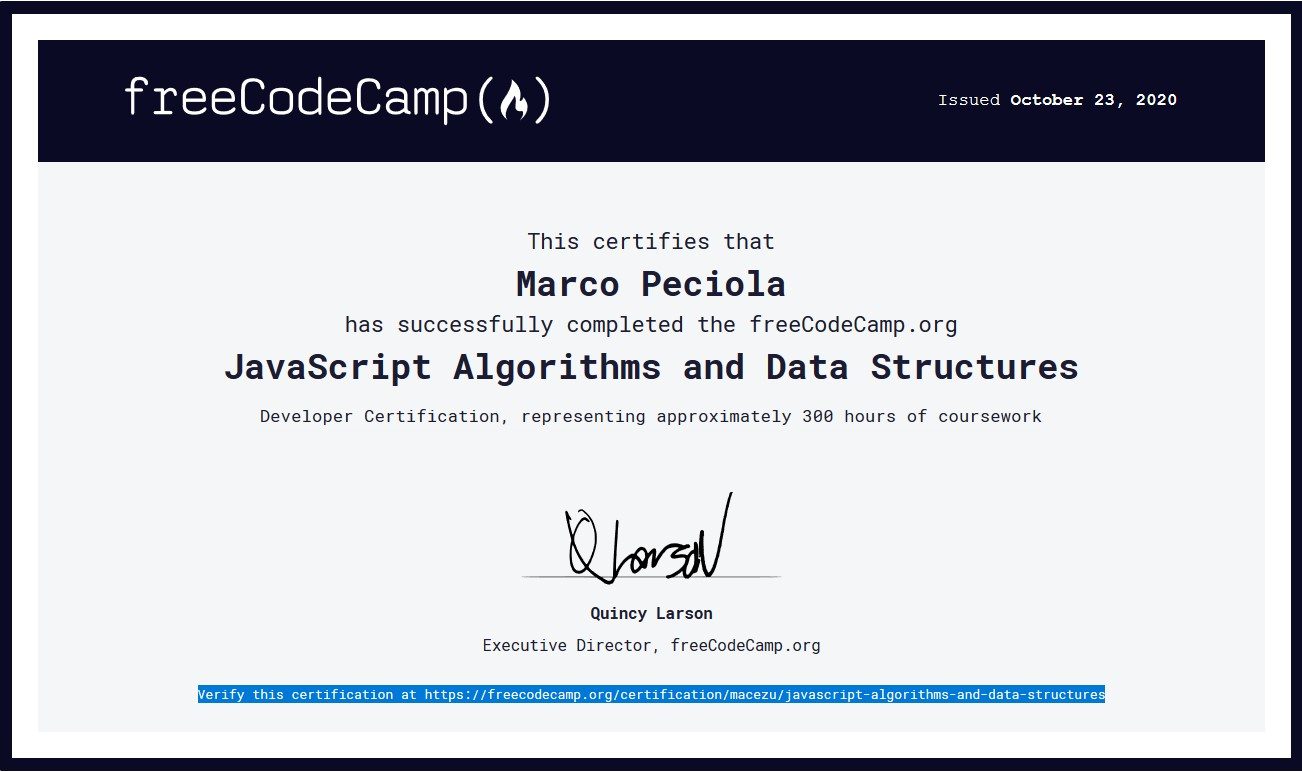 freeCodeCamp(🔥)
Issued October 23, 2020
This certifies that
Marco Peciola
has successfully completed the freeCodeCamp.org
JavaScript Algorithms and Data Structures
Developer Certification, representing approximately 300 hours of coursework
Q Larson
Quincy Larson
Executive Director, freeCodeCamp.org
Verify this certification at https://freecodecamp.org/certification/macezu/javascript-algorithms-and-data-structures